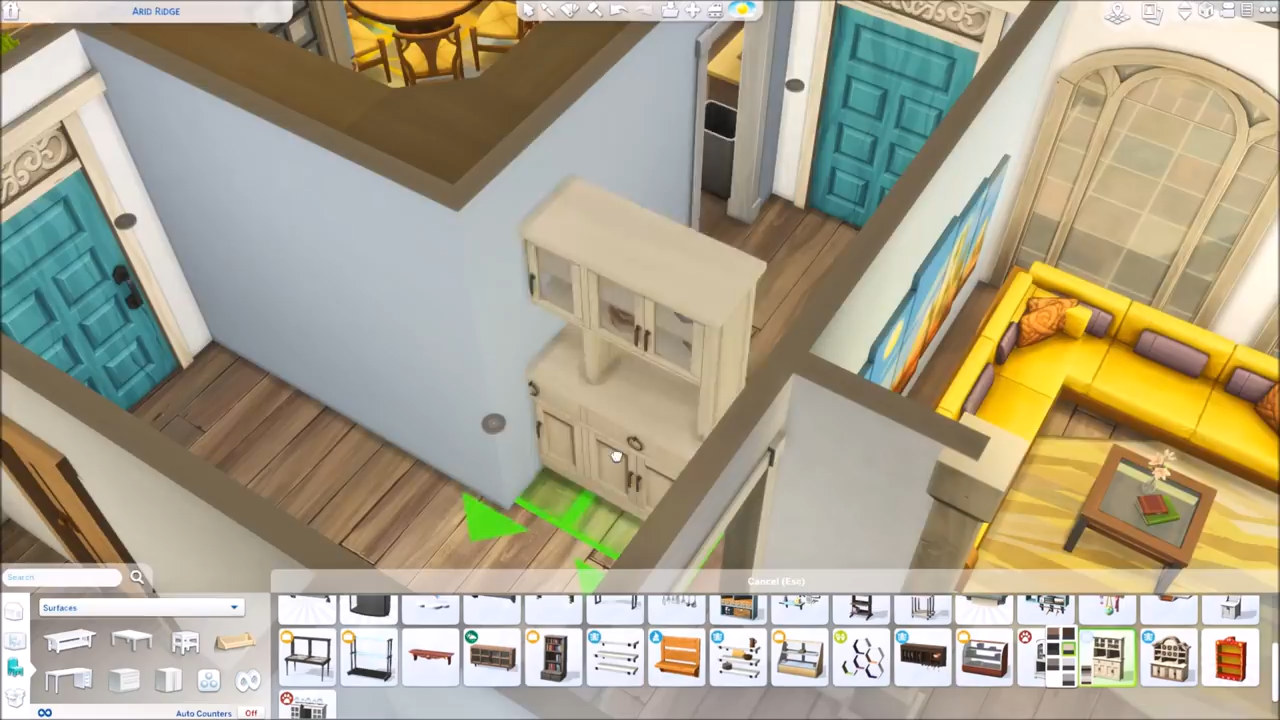 ARID RIDGE
Search
Cancel (Esc)
Surfaces
Auto Counters Off